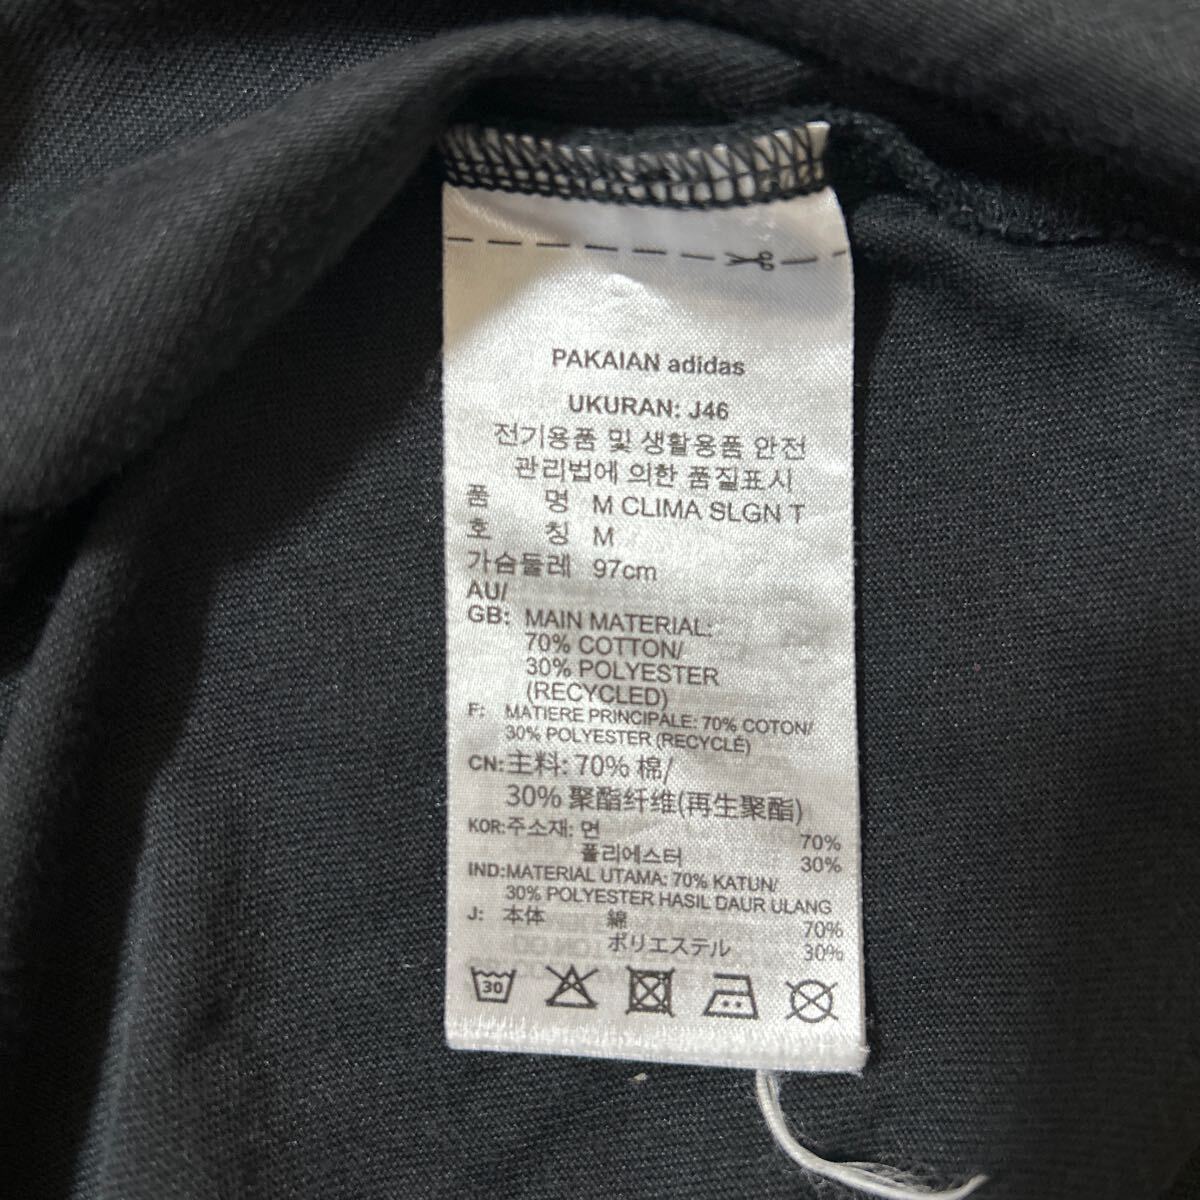 PAKAIAN adidas
UKURAN: J46
전기용품 및 생활용품 안전
관리법에 의한 품질표시
품 명 M CLIMA SLGN T
호 칭 M
가슴둘레 97cm
AU/
GB: MAIN MATERIAL:
70% COTTON/
30% POLYESTER
(RECYCLED)
F: MATIERE PRINCIPALE: 70% COTON/
30% POLYESTER (RECYCLÉ)
CN:主料: 70% 棉/
30% 聚酯纤维(再生聚酯)
KOR:주소재: 면 70%
폴리에스터 30%
IND:MATERIAL UTAMA: 70% KATUN/
30% POLYESTER HASIL DAUR ULANG
J: 本体 綿 70%
ポリエステル 30%
30